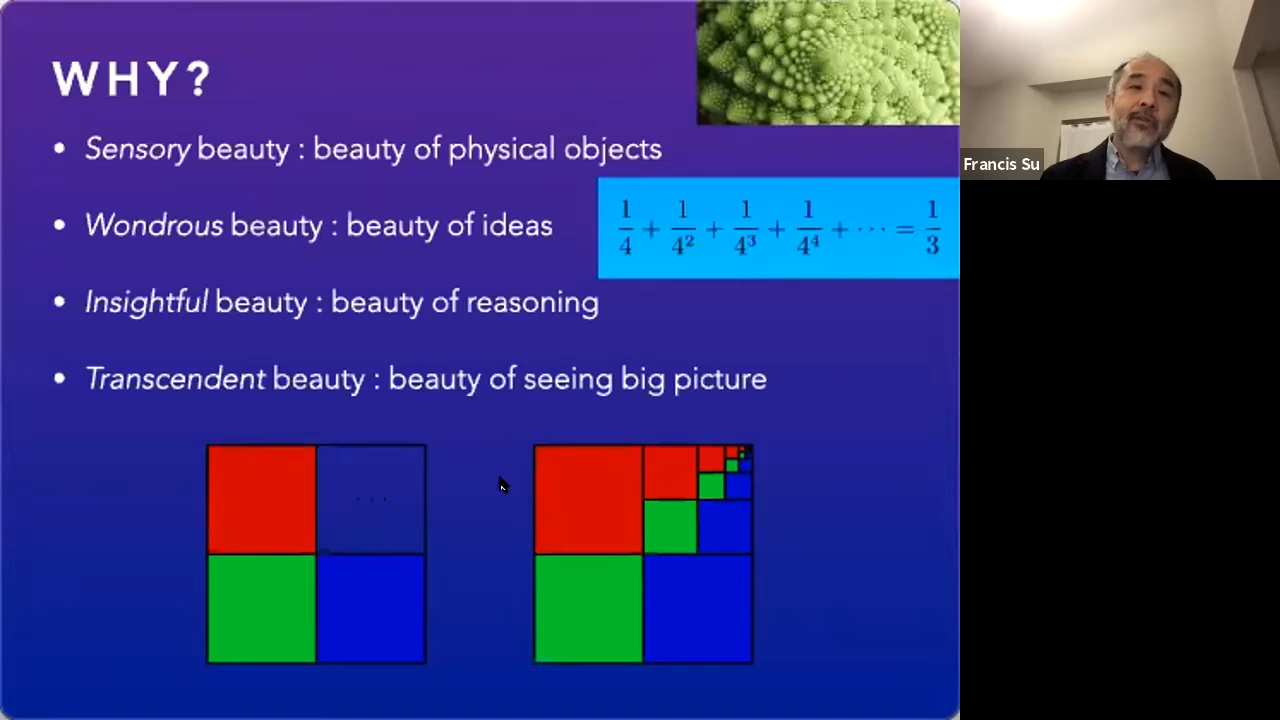 WHY?
• Sensory beauty : beauty of physical objects
• Wondrous beauty : beauty of ideas
1/4 + 1/4² + 1/4³ + 1/4⁴ + ⋯ = 1/3
• Insightful beauty : beauty of reasoning
• Transcendent beauty : beauty of seeing big picture
...
Francis Su